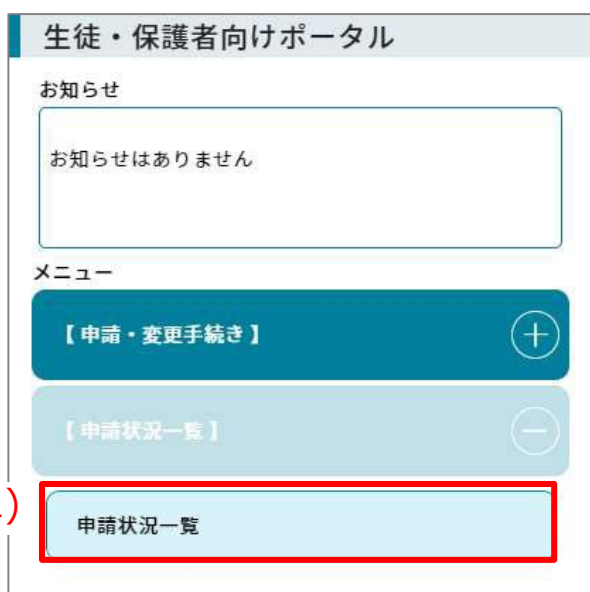 生徒・保護者向けポータル
お知らせ
お知らせはありません
メニュー
【 申請・変更手続き 】
【 申請状況一覧 】
)
申請状況一覧